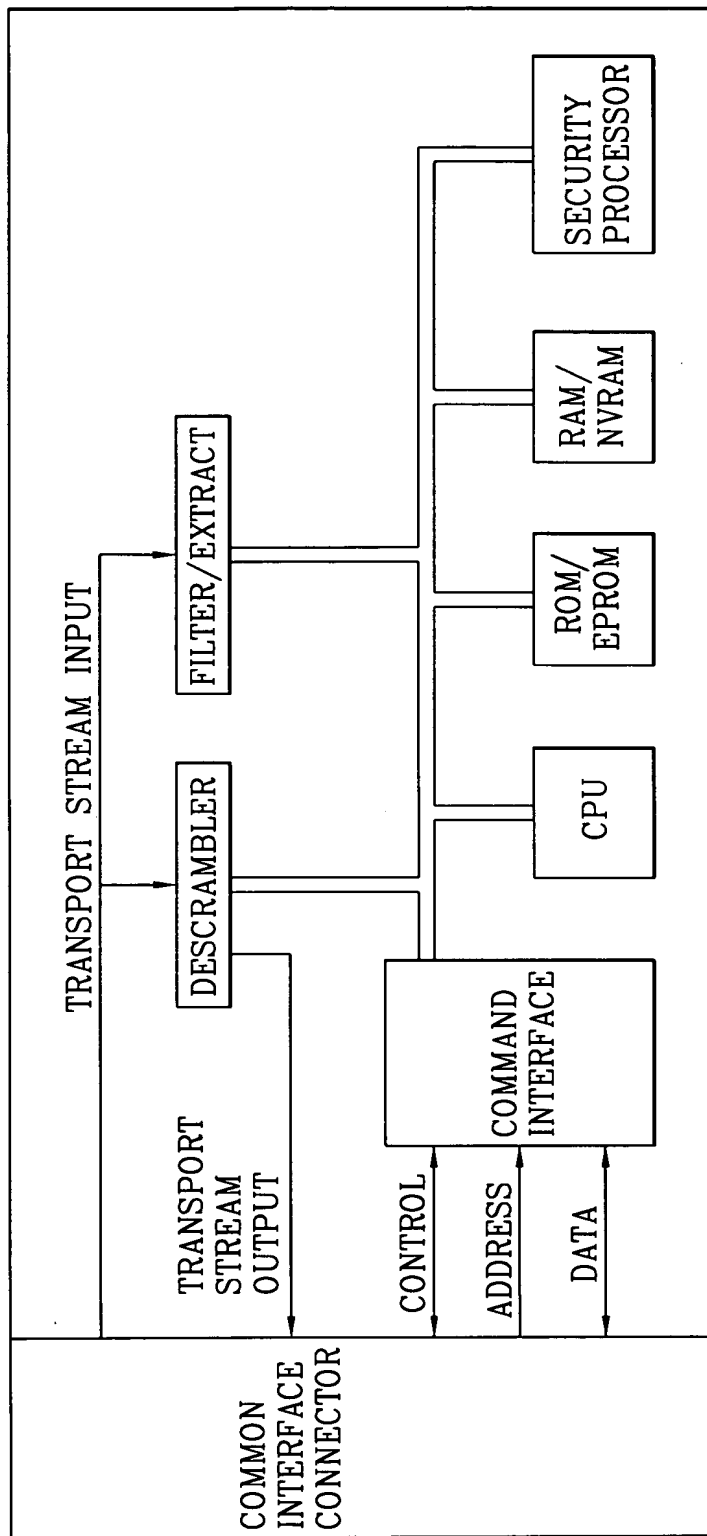 TRANSPORT STREAM INPUT
DESCRAMBLER
FILTER/EXTRACT
TRANSPORT
STREAM
OUTPUT
COMMON
INTERFACE
CONNECTOR
CONTROL
ADDRESS
DATA
COMMAND
INTERFACE
CPU
ROM/
EPROM
RAM/
NVRAM
SECURITY
PROCESSOR